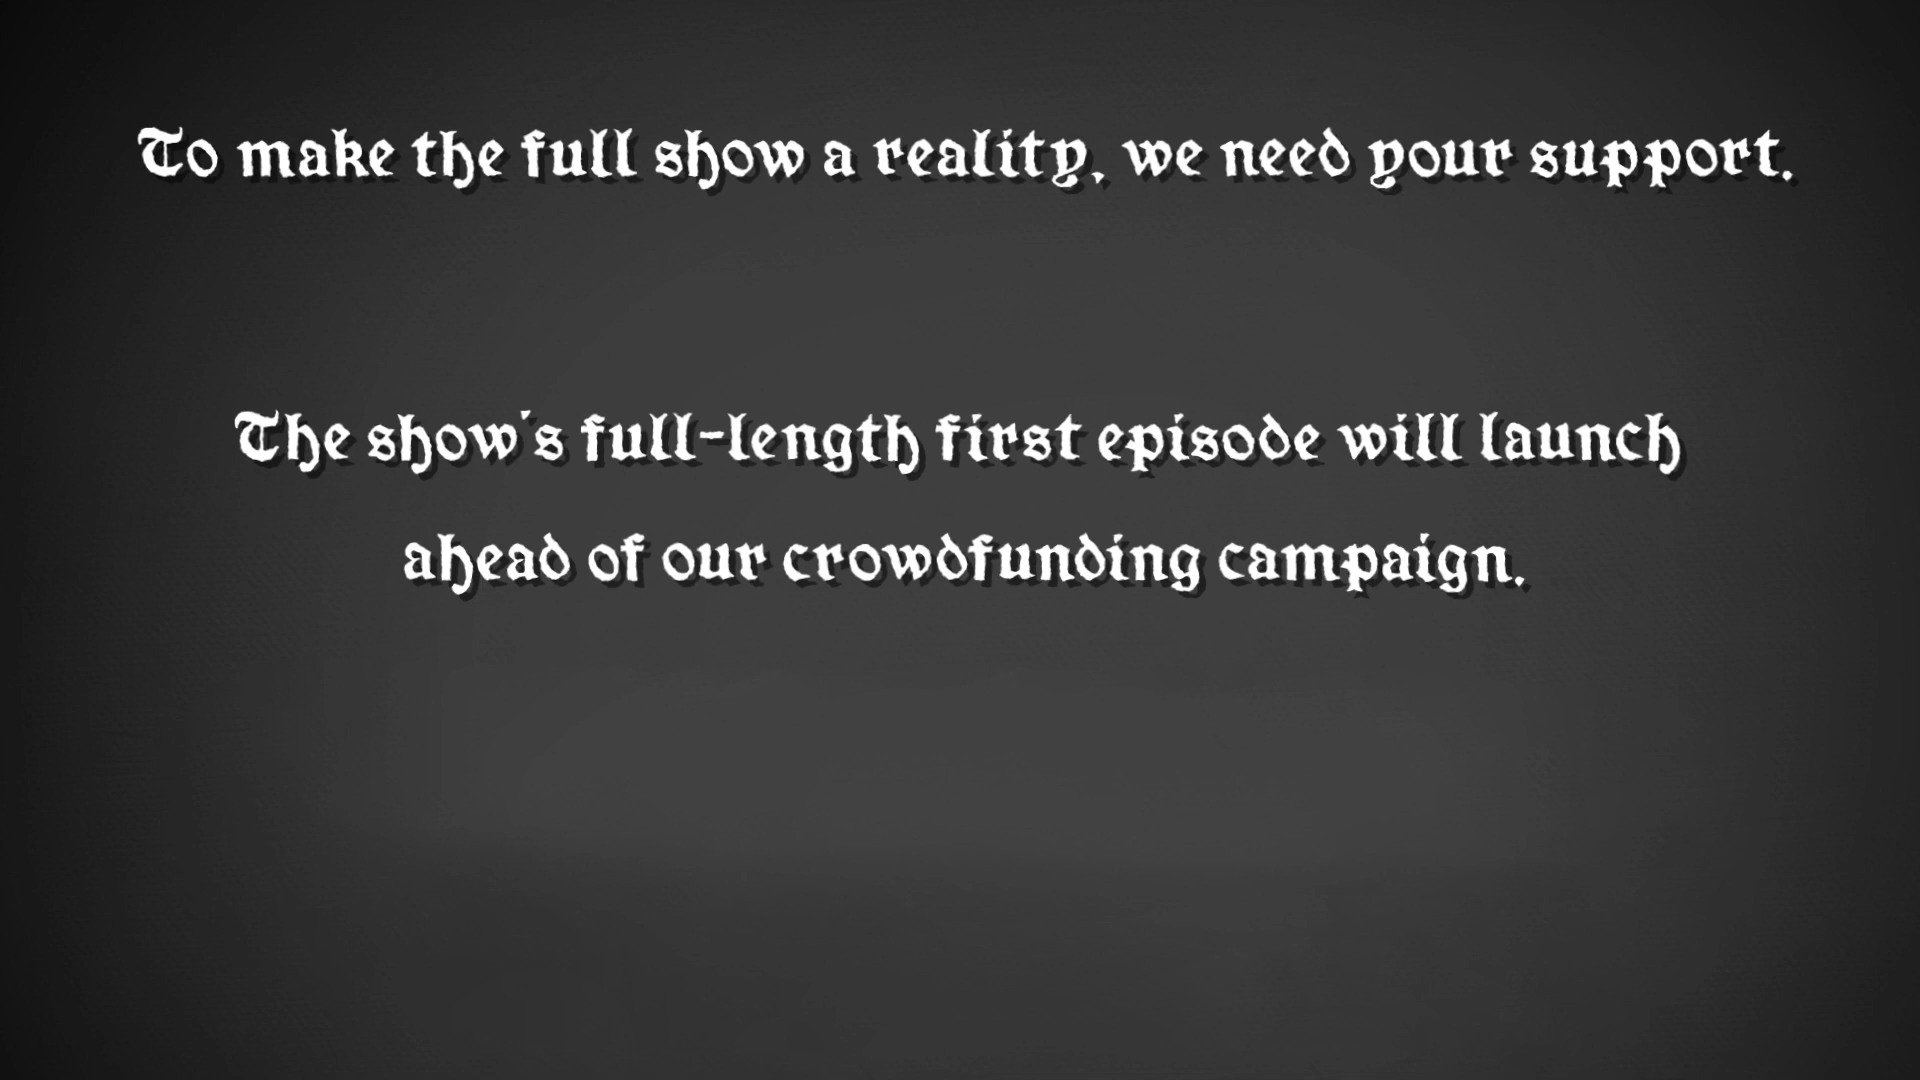 To make the full show a reality, we need your support.
The show's full-length first episode will launch
ahead of our crowdfunding campaign.